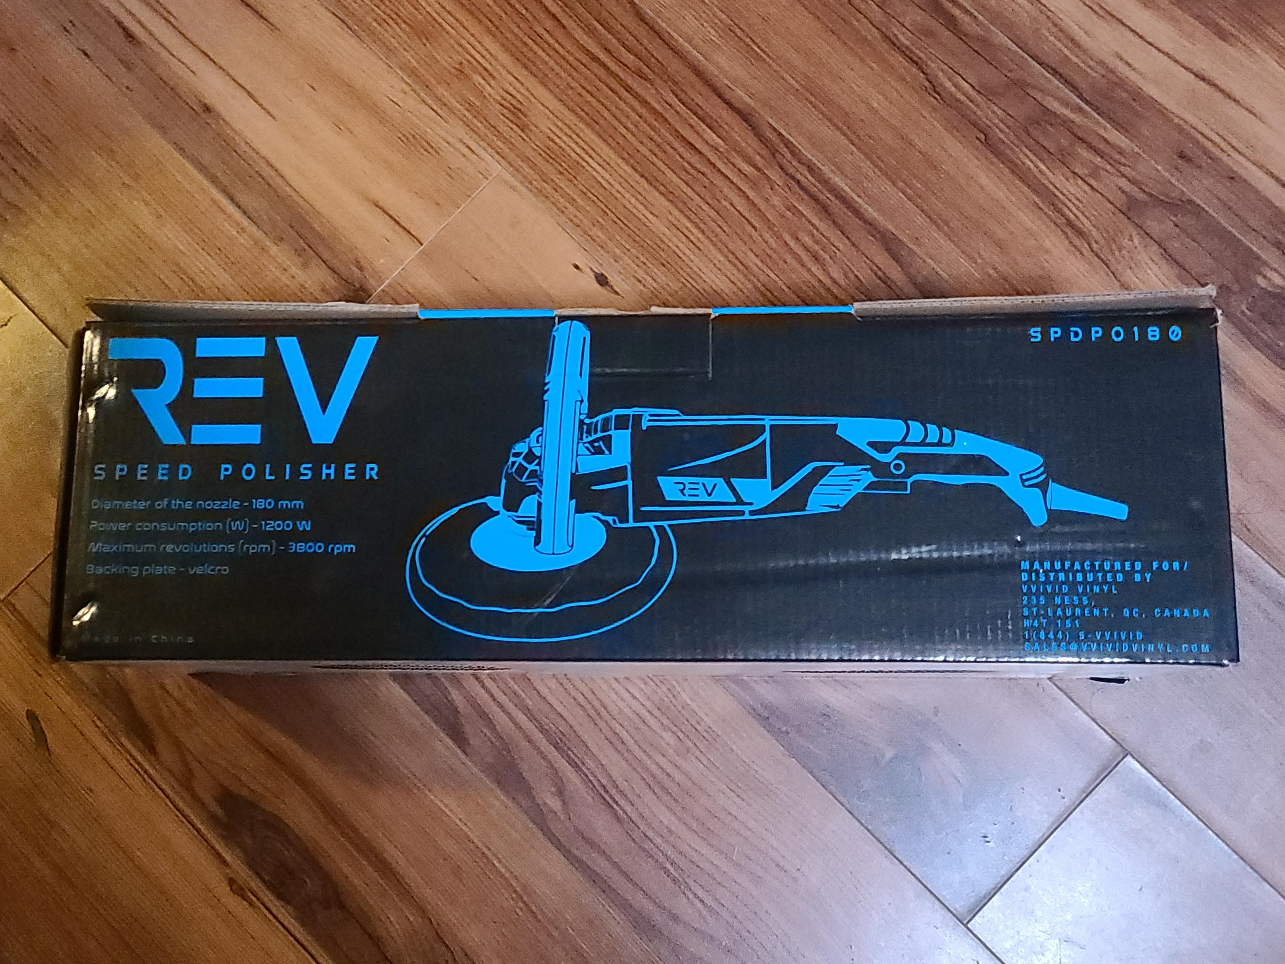 REV
SPEED POLISHER
Diameter of the nozzle - 180 mm
Power consumption (W) - 1200 W
Maximum revolutions (rpm) - 3800 rpm
Backing plate - velcro
Made in China
REV
SPDPO180
MANUFACTURED FOR/
DISTRIBUTED BY
VVIVID VINYL
235 NESS,
ST-LAURENT, QC, CANADA
H4T 1S1
1(844) 5-VVIVID
SALES@VVIVIDVINYL.COM